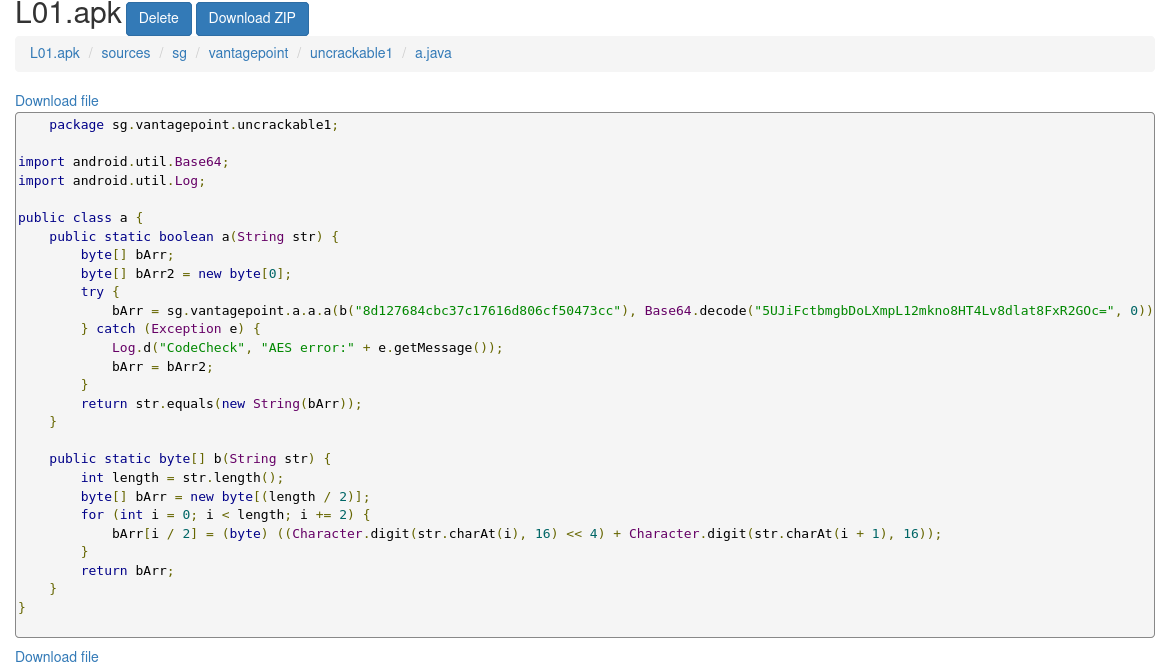 L01.apk Delete Download ZIP
L01.apk / sources / sg / vantagepoint / uncrackable1 / a.java
Download file
package sg.vantagepoint.uncrackable1;
import android.util.Base64;
import android.util.Log;
public class a {
public static boolean a(String str) {
byte[] bArr;
byte[] bArr2 = new byte[0];
try {
bArr = sg.vantagepoint.a.a.a(b("8d127684cbc37c17616d806cf50473cc"), Base64.decode("5UJiFctbmgbDoLXmpL12mkno8HT4Lv8dlat8FxR2GOc=", 0))
} catch (Exception e) {
Log.d("CodeCheck", "AES error:" + e.getMessage());
bArr = bArr2;
}
return str.equals(new String(bArr));
}
public static byte[] b(String str) {
int length = str.length();
byte[] bArr = new byte[(length / 2)];
for (int i = 0; i < length; i += 2) {
bArr[i / 2] = (byte) ((Character.digit(str.charAt(i), 16) << 4) + Character.digit(str.charAt(i + 1), 16));
}
return bArr;
}
}
Download file